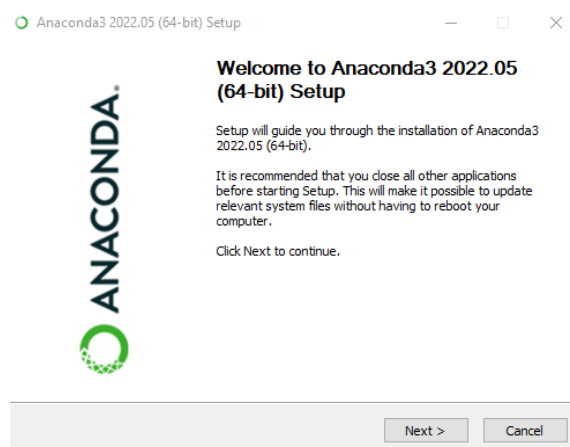 Anaconda3 2022.05 (64-bit) Setup
ANACONDA.
Welcome to Anaconda3 2022.05
(64-bit) Setup
Setup will guide you through the installation of Anaconda3
2022.05 (64-bit).
It is recommended that you close all other applications
before starting Setup. This will make it possible to update
relevant system files without having to reboot your
computer.
Click Next to continue.
Next >
Cancel